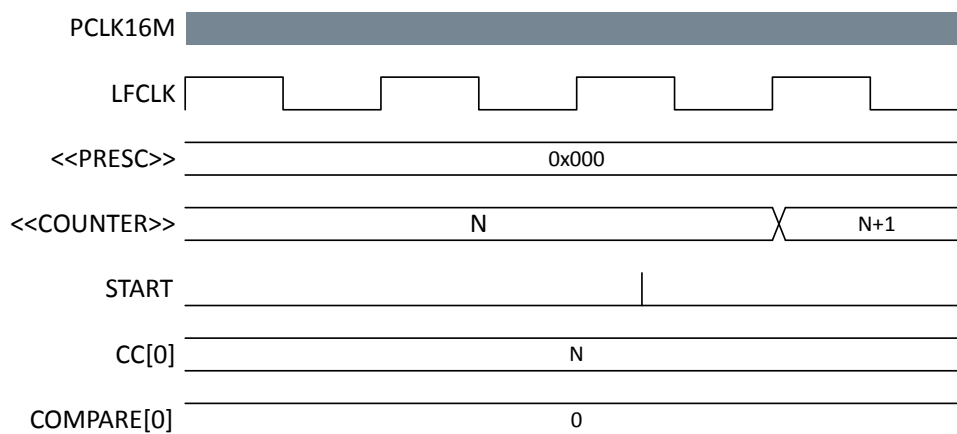 PCLK16M
LFCLK
<<PRESC>> 0x000
<<COUNTER>> N N+1
START
CC[0] N
COMPARE[0] 0